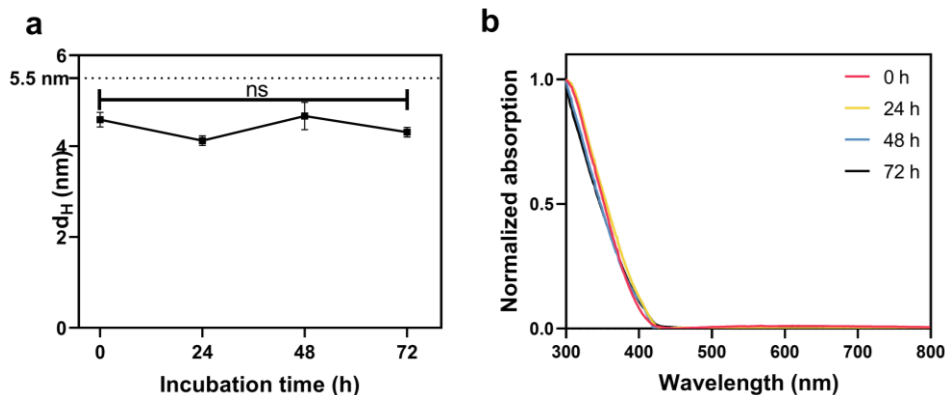 a
6
5.5 nm
4
2
0
d_H (nm)
ns
0 24 48 72
Incubation time (h)
b
1.0
0.5
0.0
Normalized absorption
0 h
24 h
48 h
72 h
300 400 500 600 700 800
Wavelength (nm)